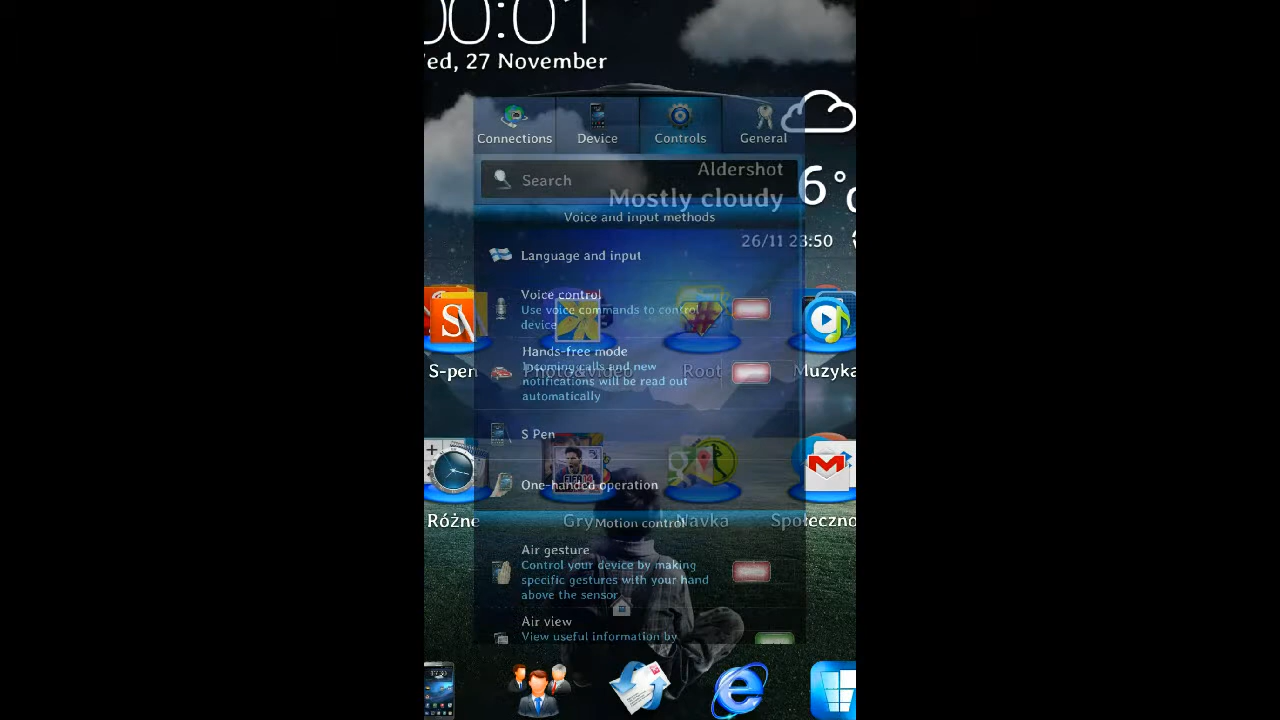 00:01
ed, 27 November
Connections
Device
Controls
General
Search
Aldershot
Mostly cloudy
6°
Voice and input methods
26/11 23:50
Language and input
Voice control
Use voice commands to control
device
S-pen
Photo&video
Root
Muzyka
Hands-free mode
Incoming calls and new
notifications will be read out
automatically
S Pen
One-handed operation
Różne
Gry
Navka
Społeczno
Motion control
Air gesture
Control your device by making
specific gestures with your hand
above the sensor
Air view
View useful information by